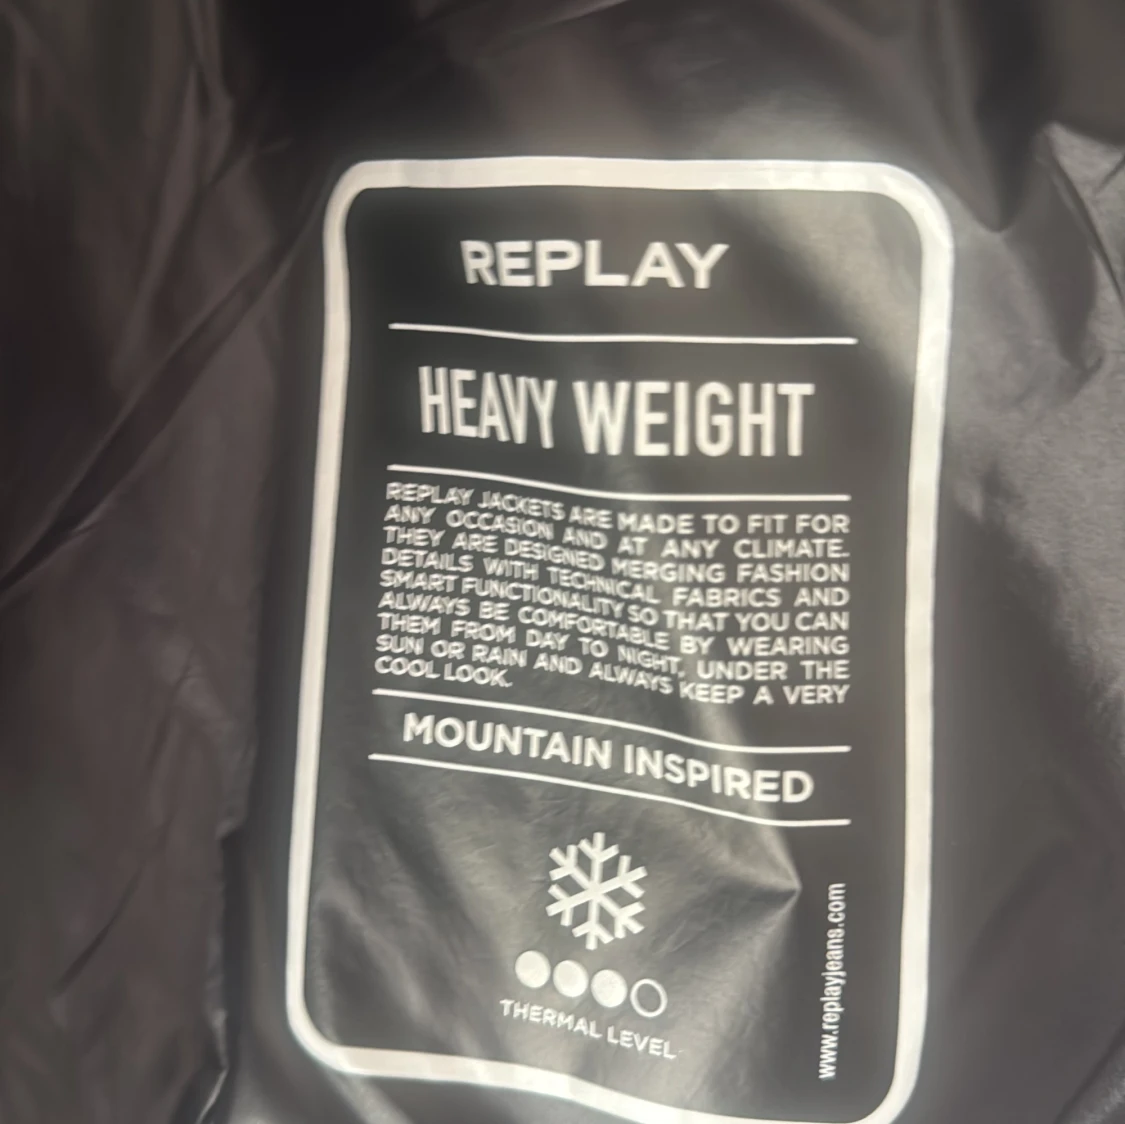 REPLAY
HEAVY WEIGHT
REPLAY JACKETS ARE MADE TO FIT FOR
ANY OCCASION AND AT ANY CLIMATE.
THEY ARE DESIGNED MERGING FASHION
DETAILS WITH TECHNICAL FABRICS AND
SMART FUNCTIONALITY SO THAT YOU CAN
ALWAYS BE COMFORTABLE BY WEARING
THEM FROM DAY TO NIGHT, UNDER THE
SUN OR RAIN AND ALWAYS KEEP A VERY
COOL LOOK.
MOUNTAIN INSPIRED
THERMAL LEVEL
www.replayjeans.com